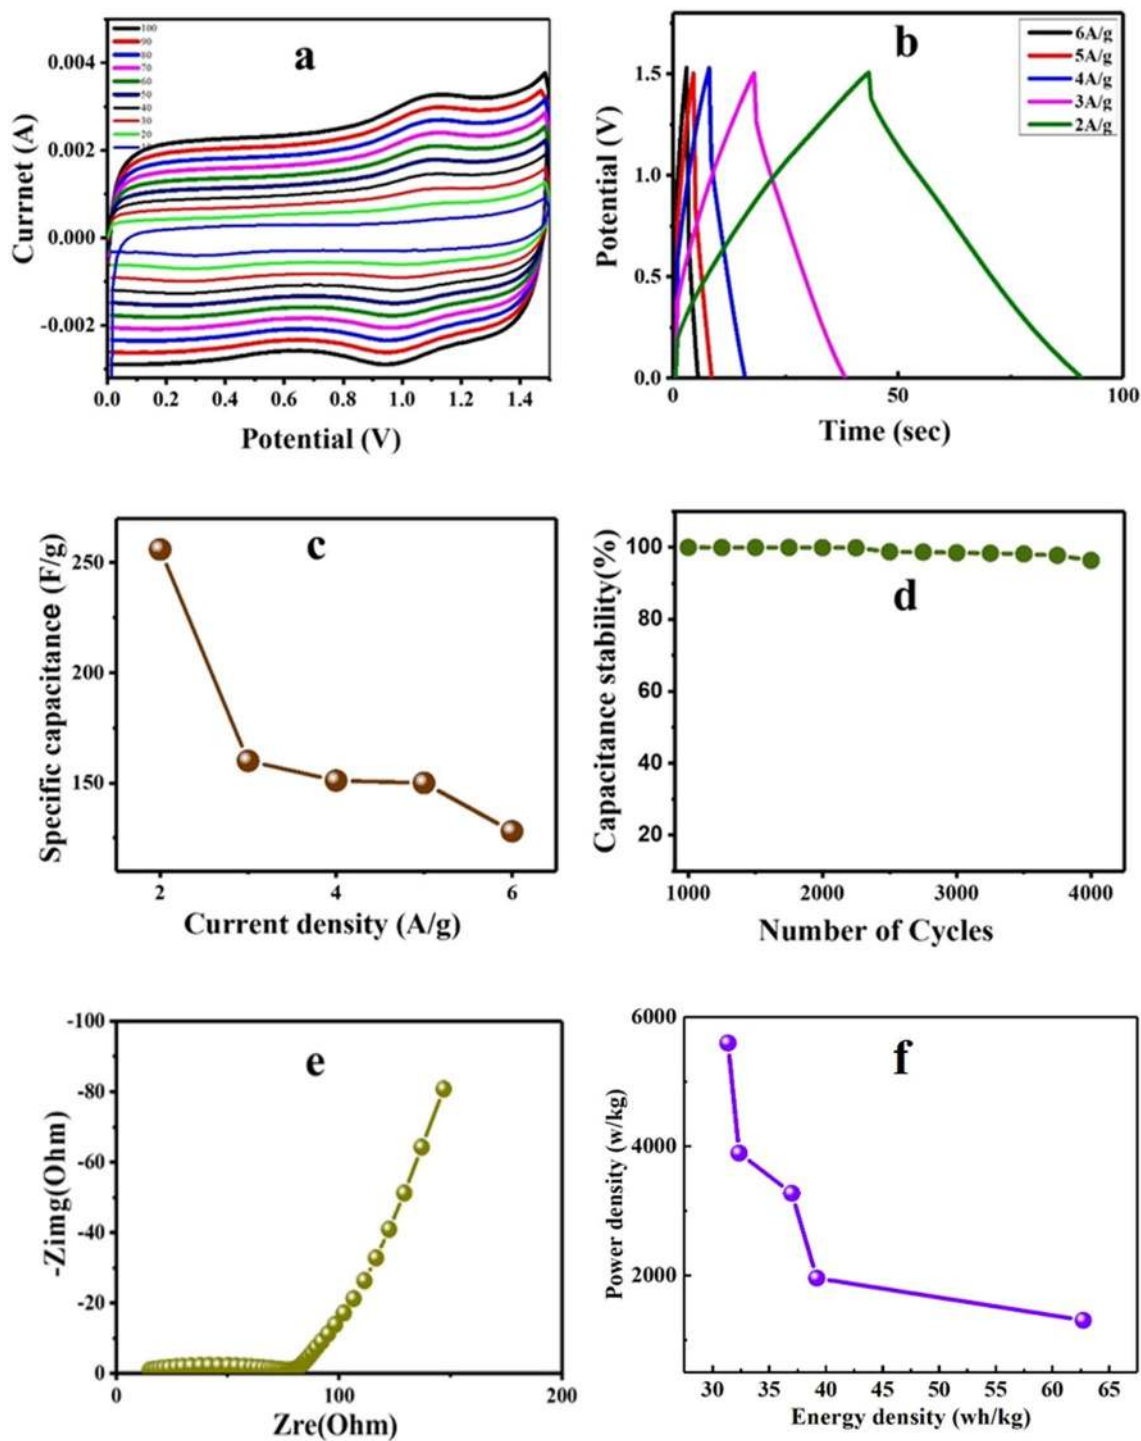 a
100
90
80
70
60
50
40
30
20
0.004
0.002
0.000
-0.002
0.0 0.2 0.4 0.6 0.8 1.0 1.2 1.4
Currnet (A)
Potential (V)
b
6A/g
5A/g
4A/g
3A/g
2A/g
1.5
1.0
0.5
0.0
0 50 100
Potential (V)
Time (sec)
c
250
200
150
2 4 6
Specific capacitance (F/g)
Current density (A/g)
d
100
80
60
40
20
1000 2000 3000 4000
Capacitance stability(%)
Number of Cycles
e
-100
-80
-60
-40
-20
0
0 100 200
-Zimg(Ohm)
Zre(Ohm)
f
6000
4000
2000
30 35 40 45 50 55 60 65
Power density (w/kg)
Energy density (wh/kg)